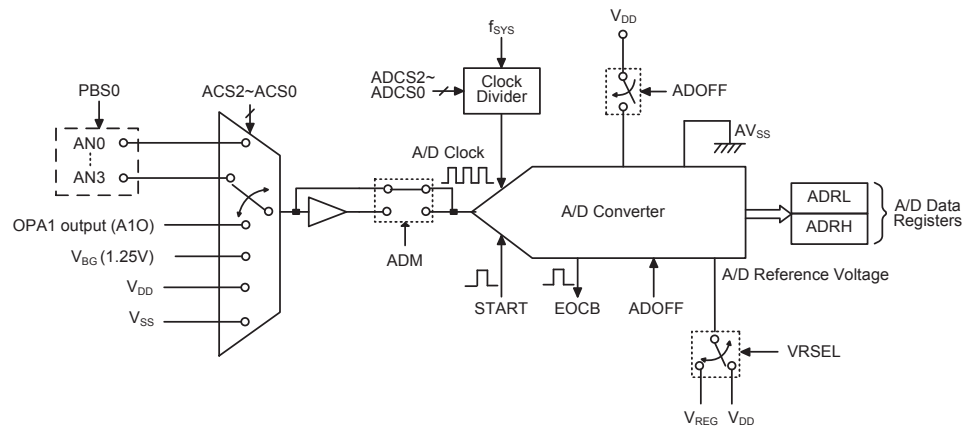 f_SYS
V_DD
PBS0
ACS2~ACS0
ADCS2~
ADCS0
Clock
Divider
ADOFF
AN0
AN3
A/D Clock
AV_SS
OPA1 output (A1O)
V_BG (1.25V)
V_DD
V_SS
ADM
A/D Converter
ADRL
ADRH
A/D Data
Registers
START
EOCB
ADOFF
A/D Reference Voltage
VRSEL
V_REG
V_DD